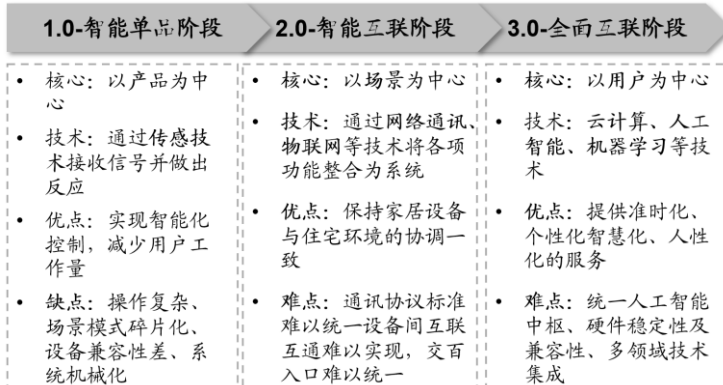 1.0-智能单品阶段
2.0-智能互联阶段
3.0-全面互联阶段
• 核心：以产品为中
心
• 技术：通过传感技
术接收信号并做出
反应
• 优点：实现智能化
控制，减少用户工
作量
• 缺点：操作复杂、
场景模式碎片化、
设备兼容性差、系
统机械化
• 核心：以场景为中心
• 技术：通过网络通讯、
物联网等技术将各项
功能整合为系统
• 优点：保持家居设备
与住宅环境的协调一
致
• 难点：通讯协议标准
难以统一设备间互联
互通难以实现，交百
入口难以统一
• 核心：以用户为中心
• 技术：云计算、人工
智能、机器学习等技
术
• 优点：提供准时化、
个性化智慧化、人性
化的服务
• 难点：统一人工智能
中枢、硬件稳定性及
兼容性、多领域技术
集成